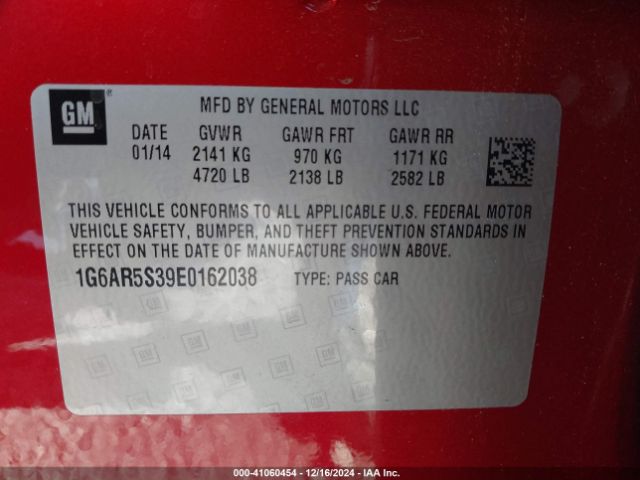 GM®
MFD BY GENERAL MOTORS LLC
DATE GVWR GAWR FRT GAWR RR
01/14 2141 KG 970 KG 1171 KG
4720 LB 2138 LB 2582 LB
THIS VEHICLE CONFORMS TO ALL APPLICABLE U.S. FEDERAL MOTOR
VEHICLE SAFETY, BUMPER, AND THEFT PREVENTION STANDARDS IN
EFFECT ON THE DATE OF MANUFACTURE SHOWN ABOVE.
1G6AR5S39E0162038 TYPE: PASS CAR
000-41060454 - 12/16/2024 - IAA Inc.